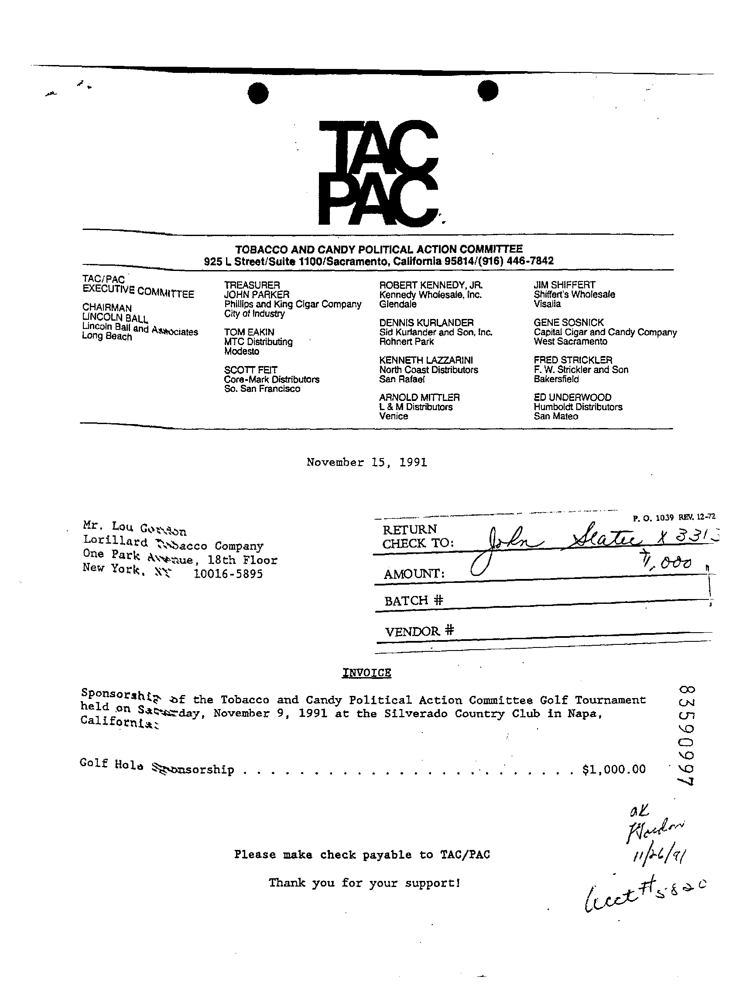 TAC
PAC
TOBACCO AND CANDY POLITICAL ACTION COMMITTEE
925 L Street/Suite 1100/Sacramento, California 95814/(916) 446-7842
TAC/PAC
EXECUTIVE COMMITTEE
CHAIRMAN
LINCOLN BALL
Lincoln Ball and Associates
Long Beach
TREASURER
JOHN PARKER
Phillips and King Cigar Company
City of Industry
TOM EAKIN
MTC Distributing
Modesto
SCOTT FEIT
Core-Mark Distributors
So. San Francisco
ROBERT KENNEDY, JR.
Kennedy Wholesale, Inc.
Glendale
DENNIS KURLANDER
Sid Kurlander and Son, Inc.
Rohnert Park
KENNETH LAZZARINI
North Coast Distributors
San Rafael
ARNOLD MITTLER
L & M Distributors
Venice
JIM SHIFFERT
Shiffert's Wholesale
Visalia
GENE SOSNICK
Capital Cigar and Candy Company
West Sacramento
FRED STRICKLER
F. W. Strickler and Son
Bakersfield
ED UNDERWOOD
Humboldt Distributors
San Mateo
November 15, 1991
Mr. Lou Gordon
Lorillard Tobacco Company
One Park Avenue, 18th Floor
New York, NY 10016-5895
P. O. 1039 REV. 12-72
RETURN
CHECK TO: John Slatee X 331
AMOUNT: 1,000
BATCH #
VENDOR #
INVOICE
Sponsorship of the Tobacco and Candy Political Action Committee Golf Tournament
held on Saturday, November 9, 1991 at the Silverado Country Club in Napa,
California:
Golf Hole Sponsorship . . . . . . . . . . . . . . . . . . . . . . . . $1,000.00
83590997
ok
11/26/91
Acct # 5820
Please make check payable to TAC/PAC
Thank you for your support!